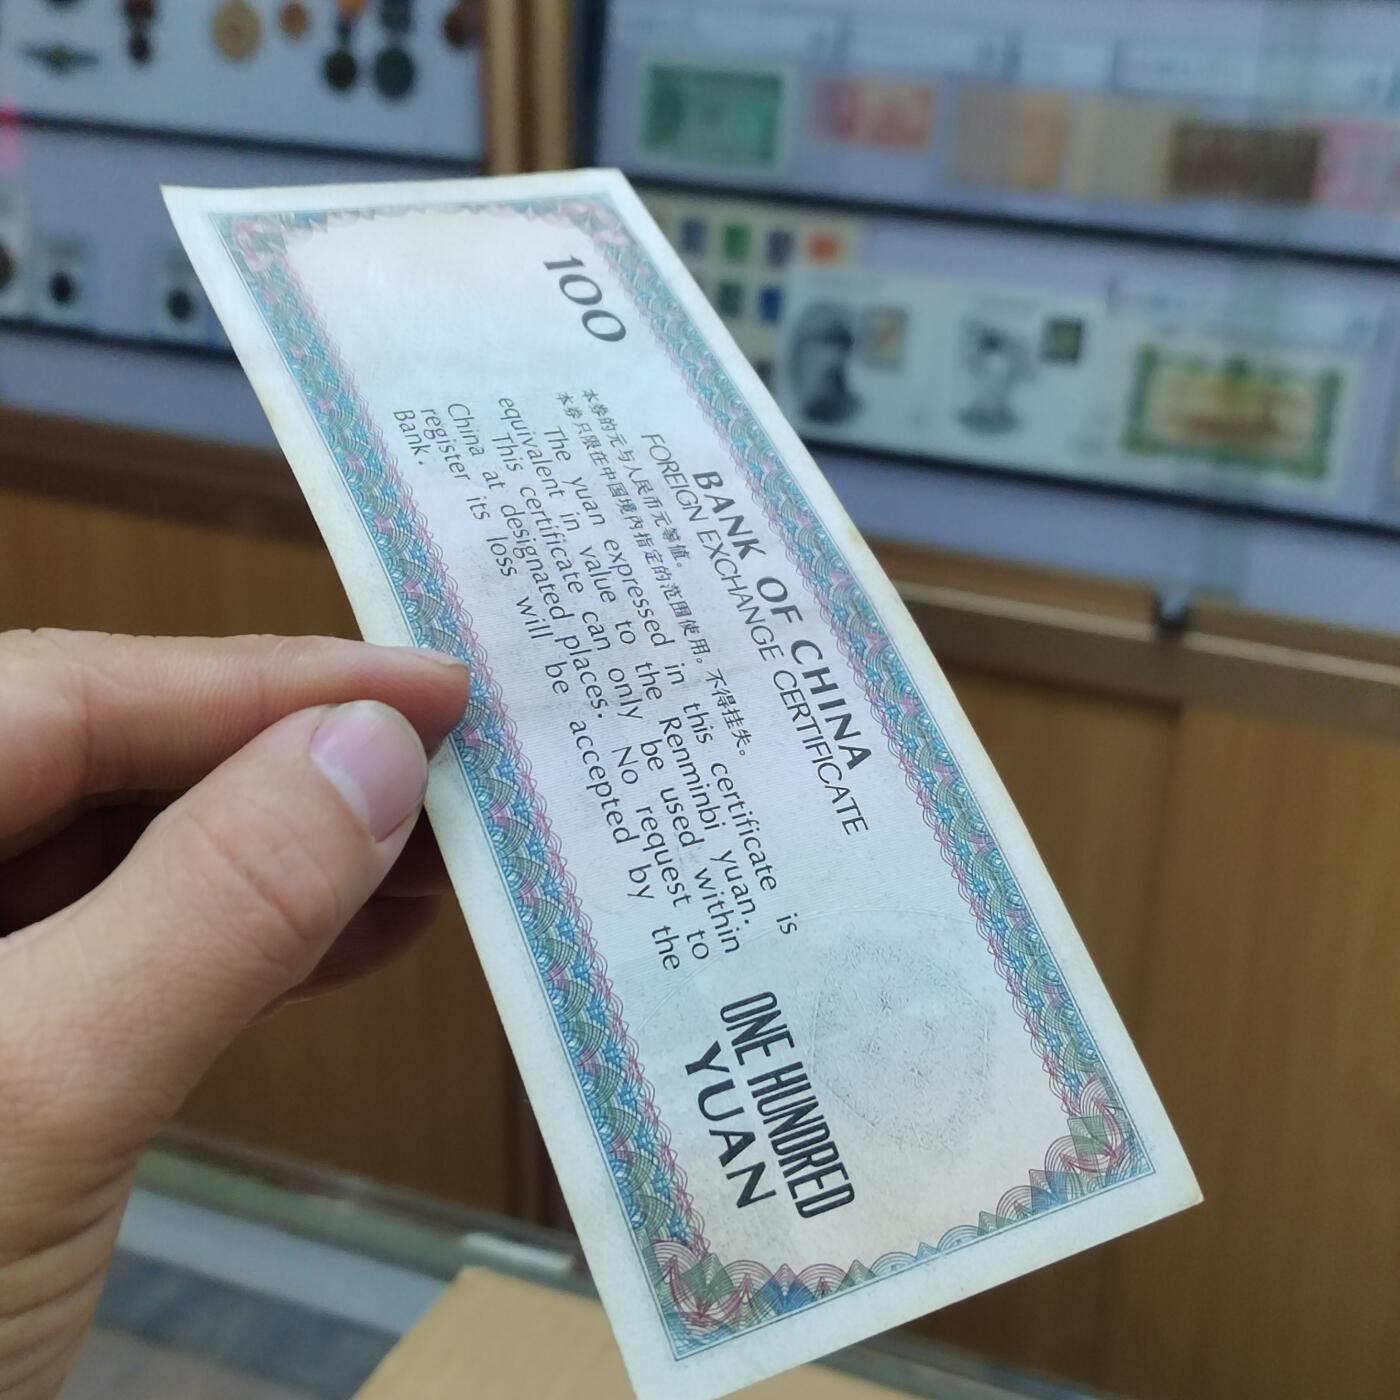 BANK OF CHINA
FOREIGN EXCHANGE CERTIFICATE
100
本券的元与人民币元等值。
本券只限在中国境内指定的范围使用。不得挂失。
The yuan expressed in this certificate is
equivalent in value to the Renminbi yuan.
This certificate can only be used within
China at designated places. No request to
register its loss will be accepted by the
Bank.
ONE HUNDRED
YUAN